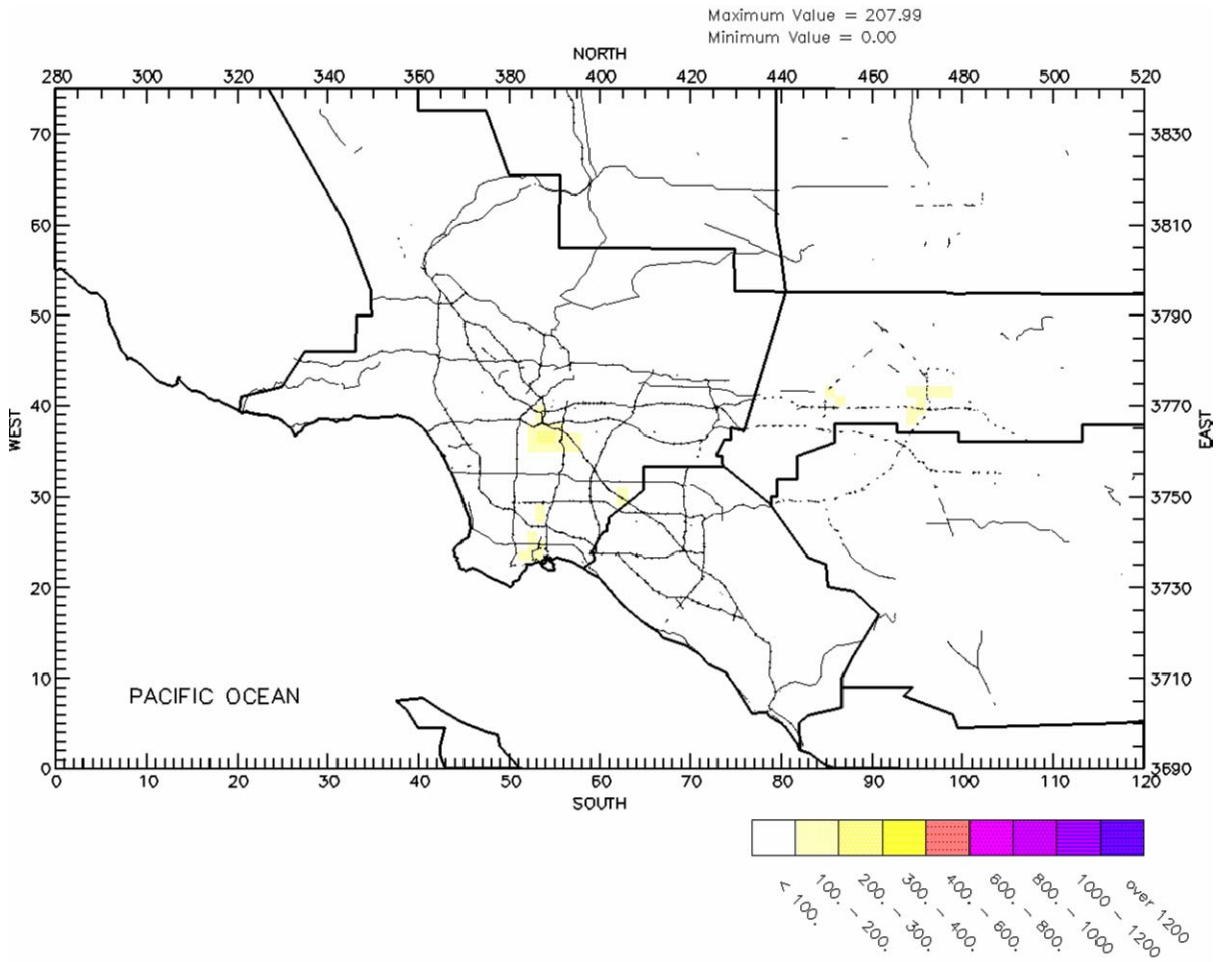 Maximum Value = 207.99
Minimum Value = 0.00
NORTH
280 300 320 340 360 380 400 420 440 460 480 500 520
70 3830
60 3810
50 3790
WEST 40 3770 EAST
30 3750
20 3730
10 3710
PACIFIC OCEAN
0 3690
0 10 20 30 40 50 60 70 80 90 100 110 120
SOUTH
< 100.
100. – 200.
200. – 300.
300. – 400.
400. – 600.
600. – 800.
800. – 1000
1000 – 1200
over 1200